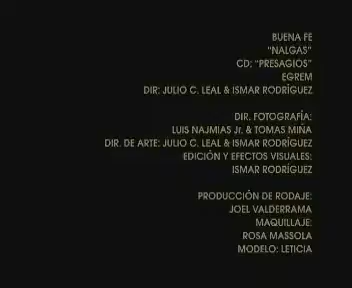 BUENA FE
"NALGAS"
CD: "PRESAGIOS"
EGREM
DIR: JULIO C. LEAL & ISMAR RODRÍGUEZ
DIR. FOTOGRAFÍA:
LUIS NAJMIAS Jr. & TOMAS MIÑA
DIR. DE ARTE: JULIO C. LEAL & ISMAR RODRÍGUEZ
EDICIÓN Y EFECTOS VISUALES:
ISMAR RODRÍGUEZ
PRODUCCIÓN DE RODAJE:
JOEL VALDERRAMA
MAQUILLAJE:
ROSA MASSOLA
MODELO: LETICIA